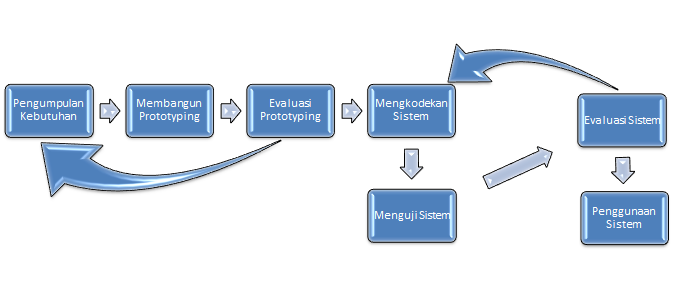 Pengumpulan
Kebutuhan
Membangun
Prototyping
Evaluasi
Prototyping
Mengkodekan
Sistem
Menguji Sistem
Evaluasi Sistem
Penggunaan
Sistem